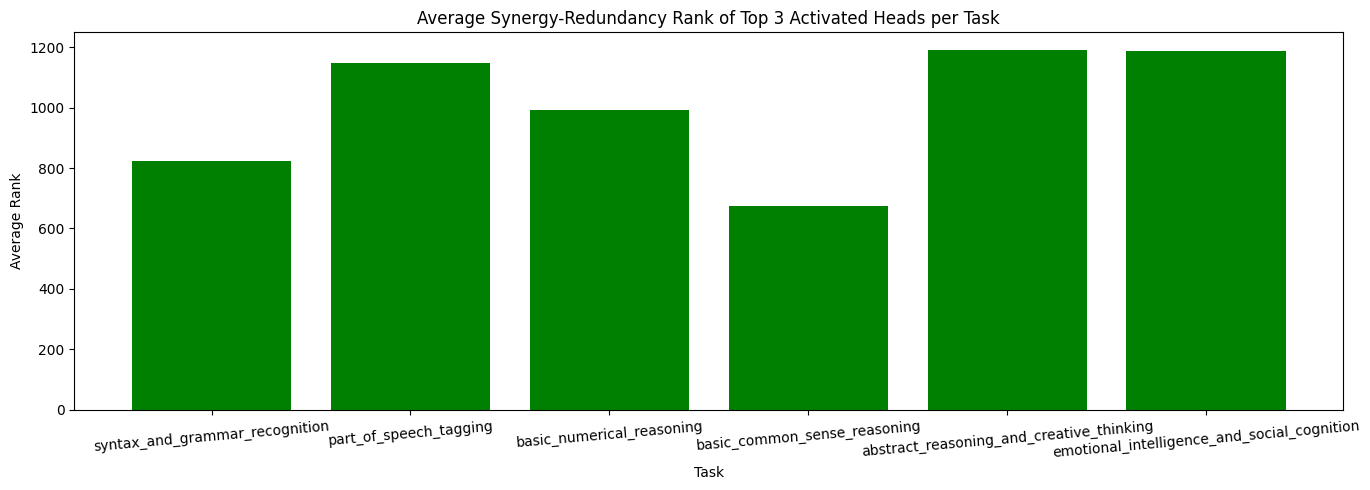 Average Synergy-Redundancy Rank of Top 3 Activated Heads per Task
Average Rank
1200
1000
800
600
400
200
0
syntax_and_grammar_recognition
part_of_speech_tagging
basic_numerical_reasoning
basic_common_sense_reasoning
abstract_reasoning_and_creative_thinking
emotional_intelligence_and_social_cognition
Task